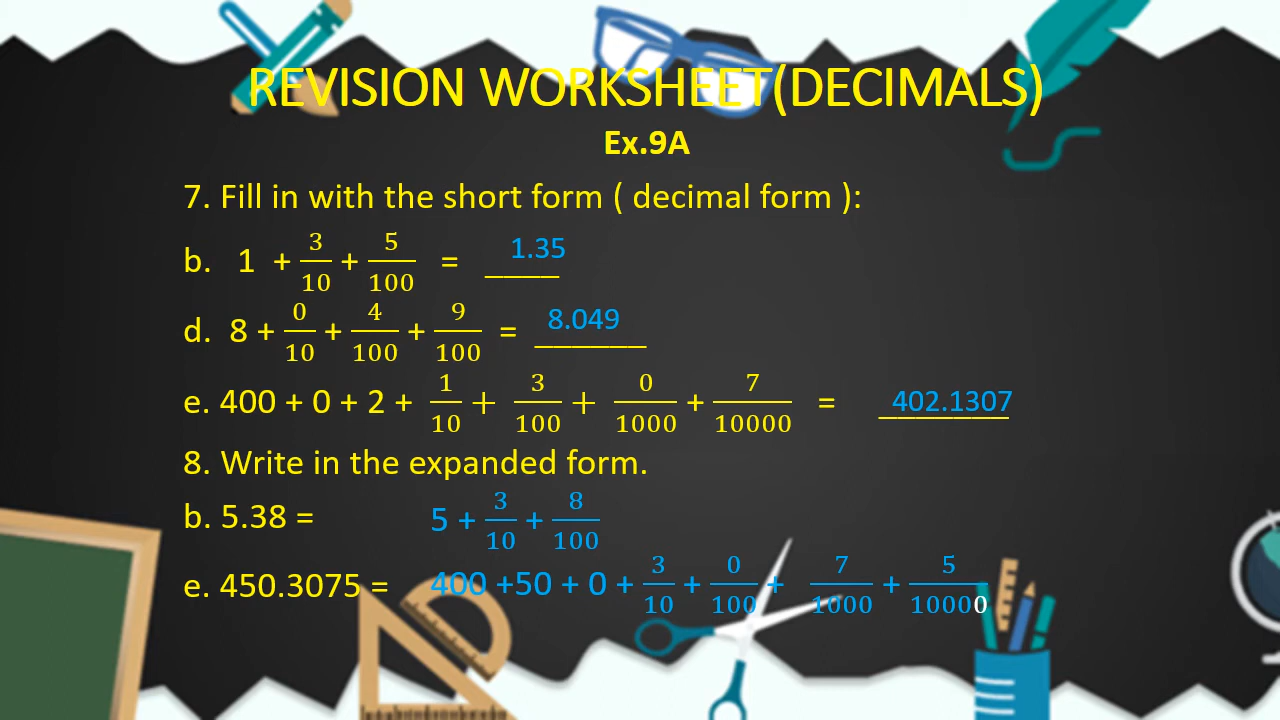 REVISION WORKSHEET(DECIMALS)
Ex.9A
7. Fill in with the short form ( decimal form ):
b. 1 + 3/10 + 5/100 = 1.35
d. 8 + 0/10 + 4/100 + 9/100 = 8.049
e. 400 + 0 + 2 + 1/10 + 3/100 + 0/1000 + 7/10000 = 402.1307
8. Write in the expanded form.
b. 5.38 = 5 + 3/10 + 8/100
e. 450.3075 = 400 +50 + 0 + 3/10 + 0/100 + 7/1000 + 5/10000